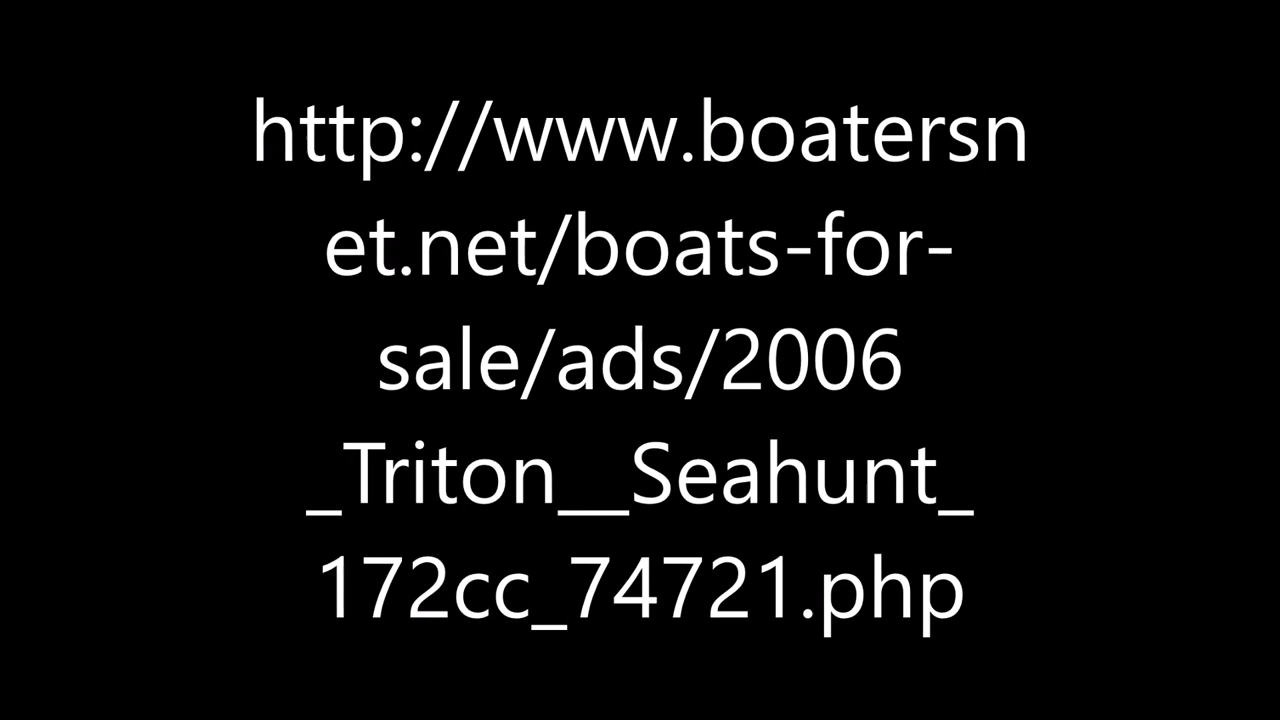 http://www.boatersn
et.net/boats-for-
sale/ads/2006
_Triton__Seahunt_
172cc_74721.php